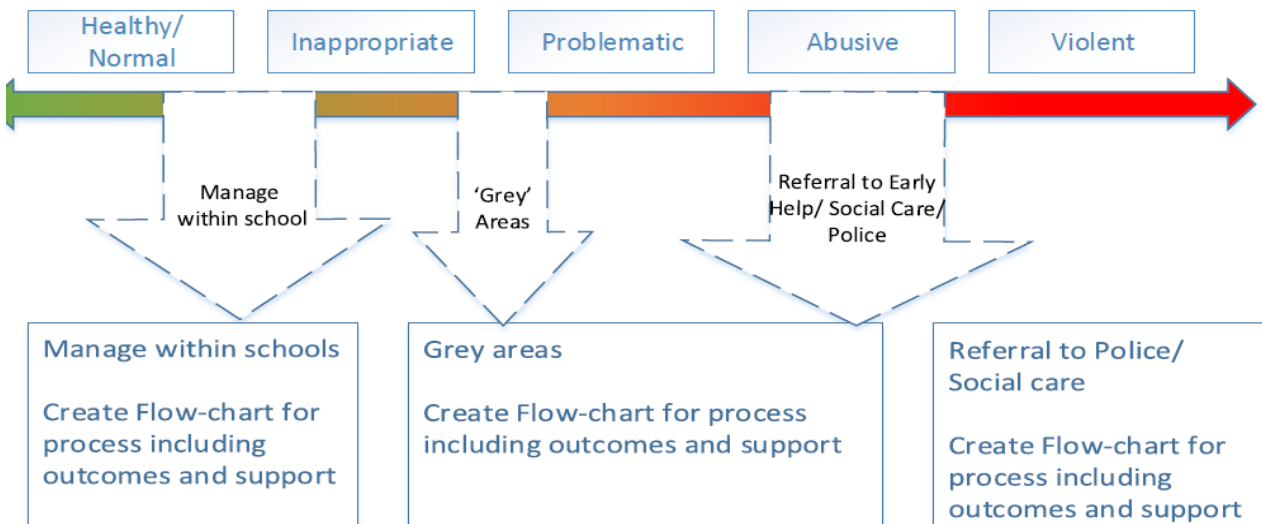 Healthy/
Normal
Inappropriate
Problematic
Abusive
Violent
Manage
within school
‘Grey’
Areas
Referral to Early
Help/ Social Care/
Police
Manage within schools
Create Flow-chart for
process including
outcomes and support
Grey areas
Create Flow-chart for process
including outcomes and support
Referral to Police/
Social care
Create Flow-chart for
process including
outcomes and support